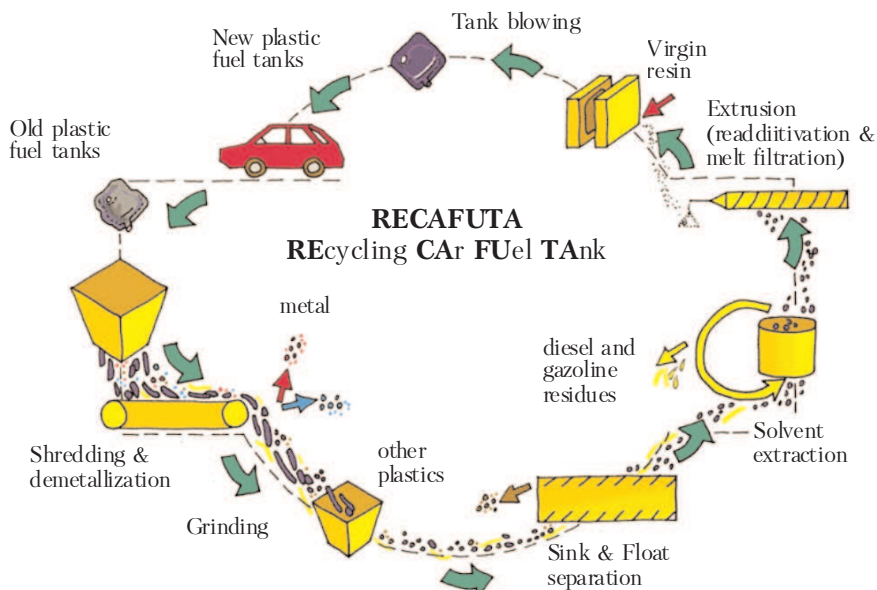 Tank blowing
New plastic
fuel tanks
Virgin
resin
Extrusion
(readdiitivation &
melt filtration)
Old plastic
fuel tanks
RECAFUTA
REcycling CAr FUel TAnk
metal
diesel and
gazoline
residues
Solvent
extraction
Shredding &
demetallization
other
plastics
Grinding
Sink & Float
separation